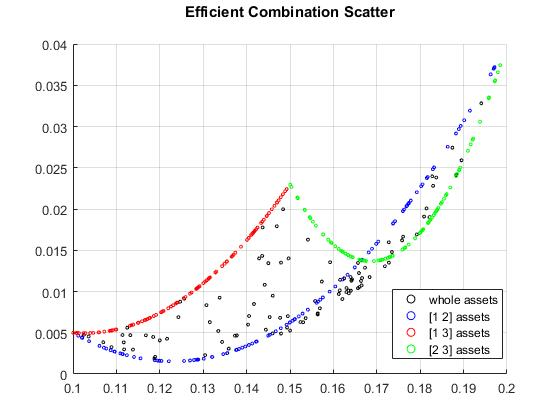 Efficient Combination Scatter
0.04
0.035
0.03
0.025
0.02
0.015
0.01
0.005
0
0.1 0.11 0.12 0.13 0.14 0.15 0.16 0.17 0.18 0.19 0.2
whole assets
[1 2] assets
[1 3] assets
[2 3] assets